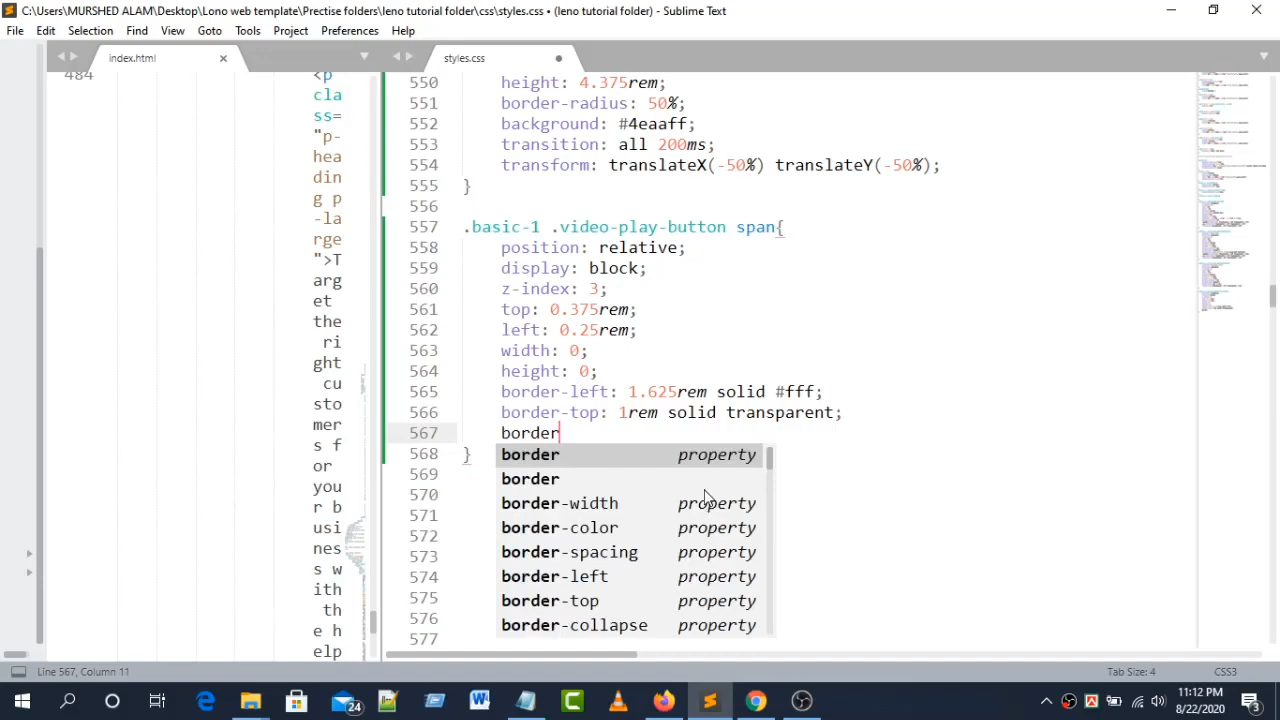 C:\Users\MURSHED ALAM\Desktop\Lono web template\Prectise folders\leno tutorial folder\css\styles.css • (leno tutorial folder) - Sublime Text
File Edit Selection Find View Goto Tools Project Preferences Help
index.html
styles.css
484
<p
cla
ss=
"p-
hea
din
g p
-la
rge
">T
arg
et
the
ri
ght
cu
sto
mer
s f
or
you
r b
usi
nes
s w
ith
th
e h
elp
550 height: 4.375rem;
551 border-radius: 50%;
552 background: #4eaaff;
553 transition: all 200ms;
554 transform: translateX(-50%) translateY(-50%);
555 }
556
557 .basic-1 .video-play-button span{
558 position: relative;
559 display: block;
560 z-index: 3;
561 top: 0.375rem;
562 left: 0.25rem;
563 width: 0;
564 height: 0;
565 border-left: 1.625rem solid #fff;
566 border-top: 1rem solid transparent;
567 border
568 }
569
570
571
572
573
574
575
576
577
border property
border
border-width property
border-color property
border-spacing property
border-left property
border-top property
border-collapse property
Line 567, Column 11
Tab Size: 4
CSS3
24
11:12 PM
8/22/2020
3